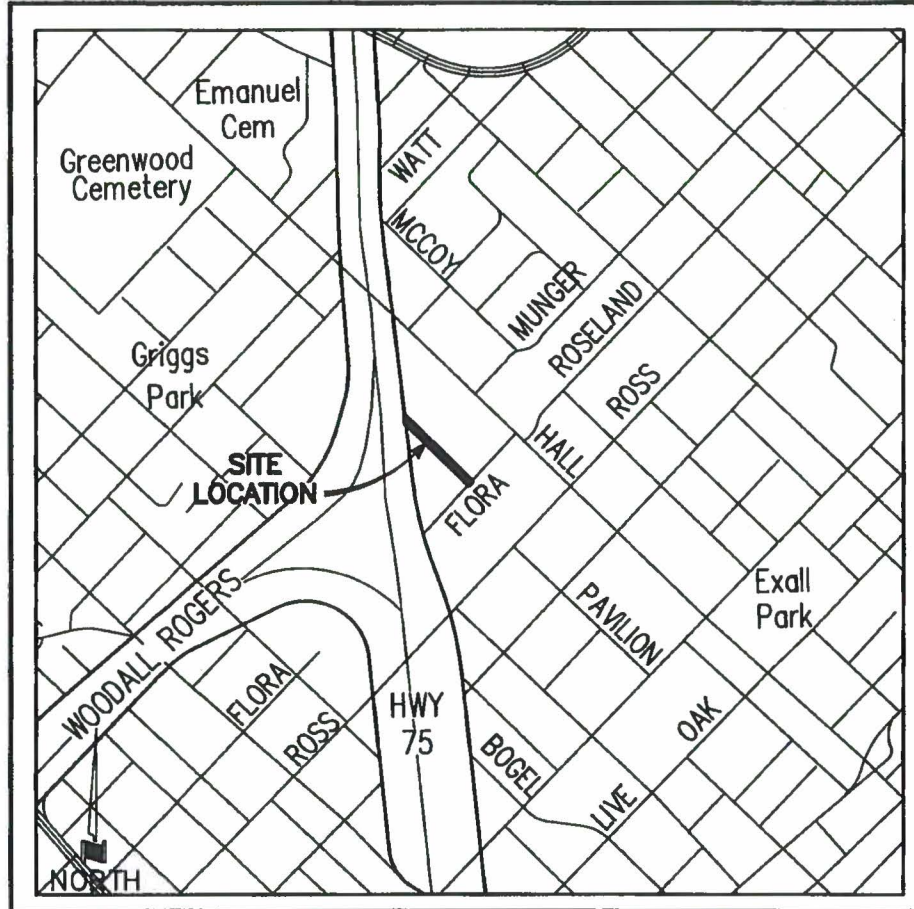 Emanuel
Cem
Greenwood
Cemetery
WATT
MCCOY
MUNGER
ROSELAND
ROSS
Griggs
Park
HALL
SITE
LOCATION
FLORA
Exall
Park
PAVILION
WOODALL ROGERS
FLORA
ROSS
HWY
75
BOGEL
LIVE OAK
NORTH